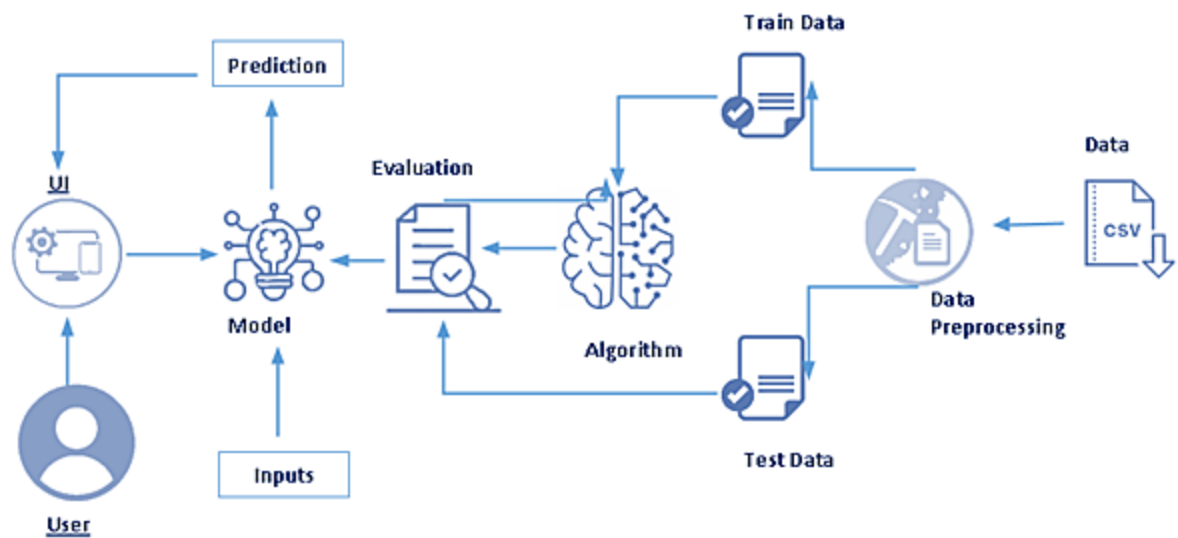 Train Data
Prediction
Data
Evaluation
UI
CSV
Data
Preprocessing
Model
Algorithm
Test Data
Inputs
User